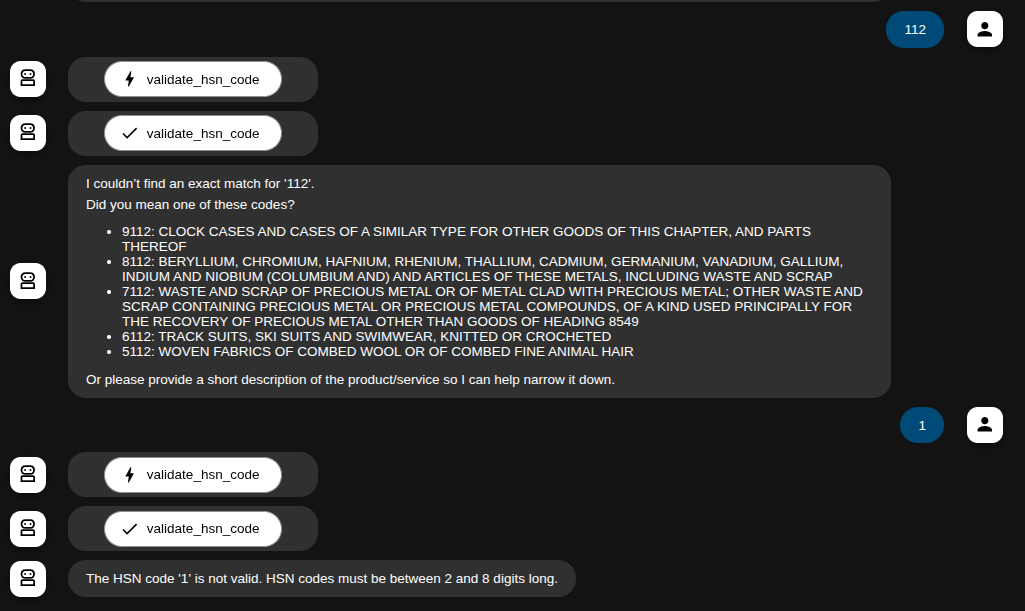 112
validate_hsn_code
validate_hsn_code
I couldn’t find an exact match for '112'.
Did you mean one of these codes?
• 9112: CLOCK CASES AND CASES OF A SIMILAR TYPE FOR OTHER GOODS OF THIS CHAPTER, AND PARTS
THEREOF
• 8112: BERYLLIUM, CHROMIUM, HAFNIUM, RHENIUM, THALLIUM, CADMIUM, GERMANIUM, VANADIUM, GALLIUM,
INDIUM AND NIOBIUM (COLUMBIUM AND) AND ARTICLES OF THESE METALS, INCLUDING WASTE AND SCRAP
• 7112: WASTE AND SCRAP OF PRECIOUS METAL OR OF METAL CLAD WITH PRECIOUS METAL; OTHER WASTE AND
SCRAP CONTAINING PRECIOUS METAL OR PRECIOUS METAL COMPOUNDS, OF A KIND USED PRINCIPALLY FOR
THE RECOVERY OF PRECIOUS METAL OTHER THAN GOODS OF HEADING 8549
• 6112: TRACK SUITS, SKI SUITS AND SWIMWEAR, KNITTED OR CROCHETED
• 5112: WOVEN FABRICS OF COMBED WOOL OR OF COMBED FINE ANIMAL HAIR
Or please provide a short description of the product/service so I can help narrow it down.
1
validate_hsn_code
validate_hsn_code
The HSN code '1' is not valid. HSN codes must be between 2 and 8 digits long.